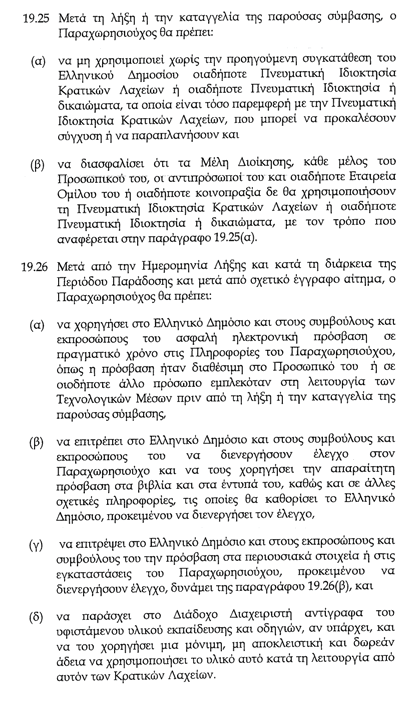 19.25 Μετά τη λήξη ή την καταγγελία της παρούσας σύμβασης, ο
Παραχωρησιούχος θα πρέπει:
(α) να μη χρησιμοποιεί χωρίς την προηγούμενη συγκατάθεση του
Ελληνικού Δημοσίου οιαδήποτε Πνευματική Ιδιοκτησία
Κρατικών Λαχείων ή οιαδήποτε Πνευματική Ιδιοκτησία ή
δικαιώματα, τα οποία είναι τόσο παρεμφερή με την Πνευματική
Ιδιοκτησία Κρατικών Λαχείων, που μπορεί να προκαλέσουν
σύγχυση ή να παραπλανήσουν και
(β) να διασφαλίσει ότι τα Μέλη Διοίκησης, κάθε μέλος του
Προσωπικού του, οι αντιπρόσωποί του και οιαδήποτε Εταιρεία
Ομίλου του ή οιαδήποτε κοινοπραξία δε θα χρησιμοποιήσουν
τη Πνευματική Ιδιοκτησία Κρατικών Λαχείων ή οιαδήποτε
Πνευματική Ιδιοκτησία ή δικαιώματα, με τον τρόπο που
αναφέρεται στην παράγραφο 19.25(α).
19.26 Μετά από την Ημερομηνία Λήξης και κατά τη διάρκεια της
Περιόδου Παράδοσης και μετά από σχετικό έγγραφο αίτημα, ο
Παραχωρησιούχος θα πρέπει:
(α) να χορηγήσει στο Ελληνικό Δημόσιο και στους συμβούλους και
εκπροσώπους του ασφαλή ηλεκτρονική πρόσβαση σε
πραγματικό χρόνο στις Πληροφορίες του Παραχωρησιούχου,
όπως η πρόσβαση ήταν διαθέσιμη στο Προσωπικό του ή σε
οιοδήποτε άλλο πρόσωπο εμπλεκόταν στη λειτουργία των
Τεχνολογικών Μέσων πριν από τη λήξη ή την καταγγελία της
παρούσας σύμβασης,
(β) να επιτρέπει στο Ελληνικό Δημόσιο και στους συμβούλους και
εκπροσώπους του να διενεργήσουν έλεγχο στον
Παραχωρησιούχο και να τους χορηγήσει την απαραίτητη
πρόσβαση στα βιβλία και στα έντυπά του, καθώς και σε άλλες
σχετικές πληροφορίες, τις οποίες θα καθορίσει το Ελληνικό
Δημόσιο, προκειμένου να διενεργήσει τον έλεγχο,
(γ) να επιτρέψει στο Ελληνικό Δημόσιο και στους εκπροσώπους και
συμβούλους του την πρόσβαση στα περιουσιακά στοιχεία ή στις
εγκαταστάσεις του Παραχωρησιούχου, προκειμένου να
διενεργήσουν έλεγχο, δυνάμει της παραγράφου 19.26(β), και
(δ) να παράσχει στο Διάδοχο Διαχειριστή αντίγραφα του
υφιστάμενου υλικού εκπαίδευσης και οδηγιών, αν υπάρχει, και
να του χορηγήσει μια μόνιμη, μη αποκλειστική και δωρεάν
άδεια να χρησιμοποιήσει το υλικό αυτό κατά τη λειτουργία από
αυτόν των Κρατικών Λαχείων.